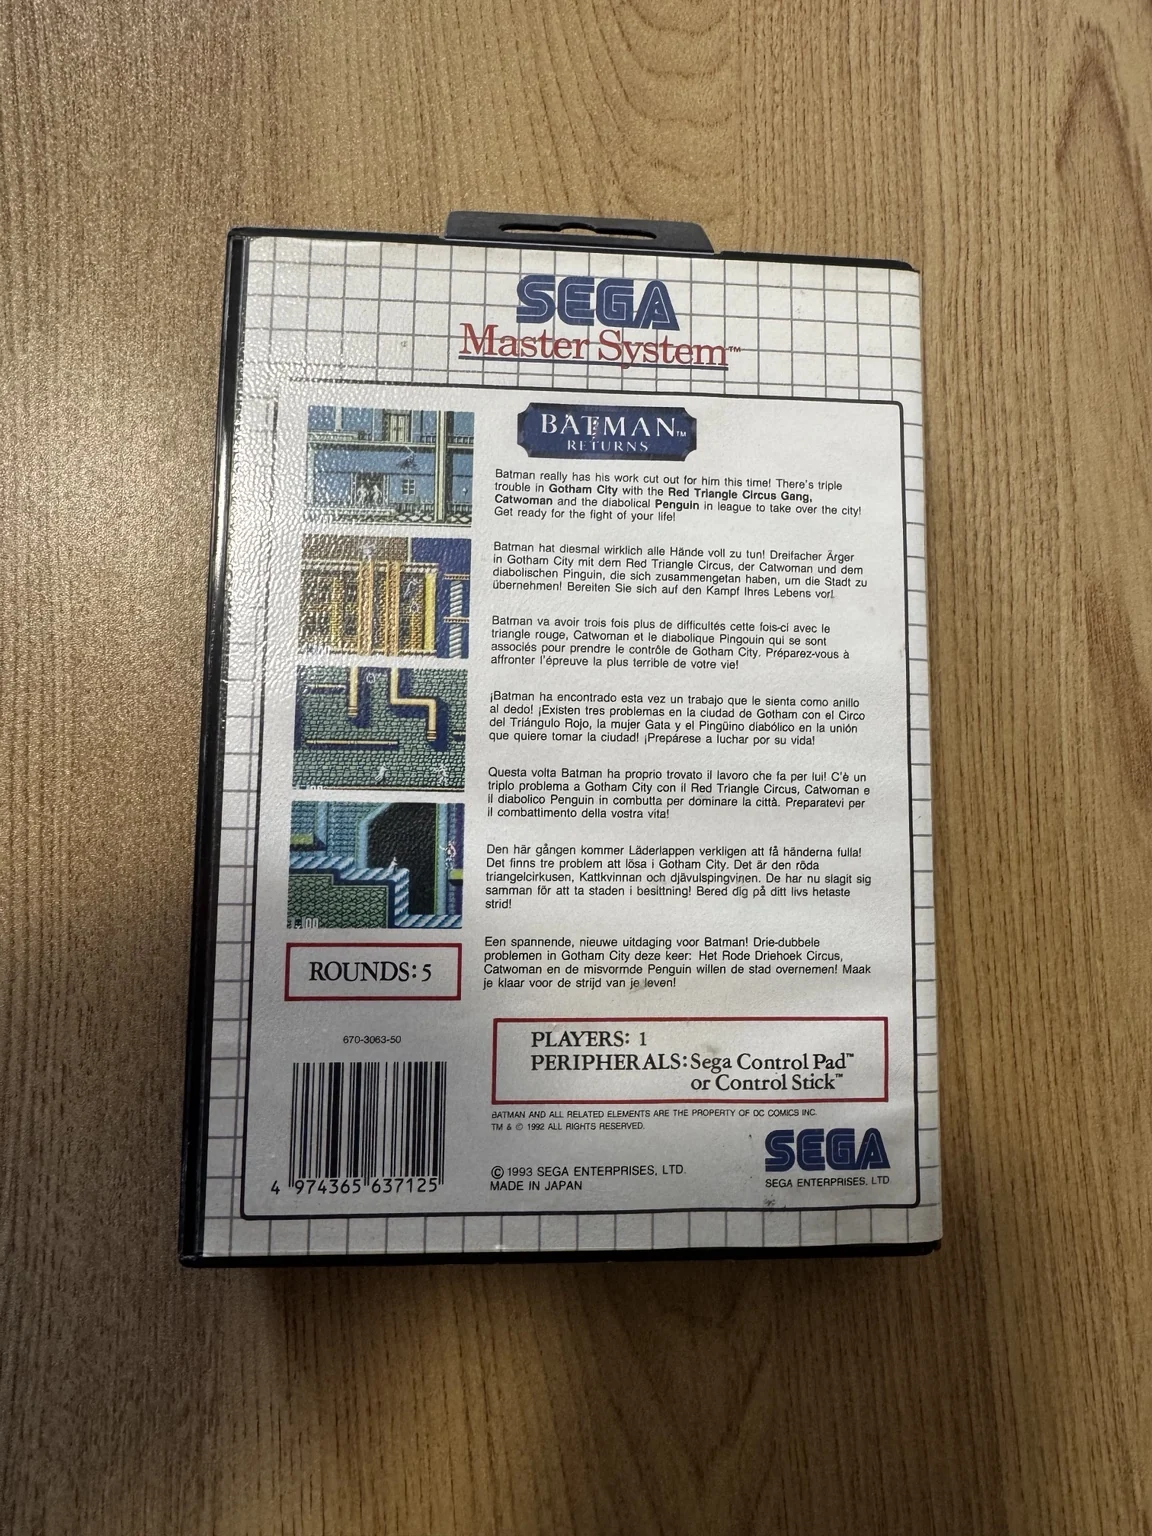 SEGA
Master System™
BATMAN™
RETURNS
Batman really has his work cut out for him this time! There's triple
trouble in Gotham City with the Red Triangle Circus Gang,
Catwoman and the diabolical Penguin in league to take over the city!
Get ready for the fight of your life!
Batman hat diesmal wirklich alle Hände voll zu tun! Dreifacher Ärger
in Gotham City mit dem Red Triangle Circus, der Catwoman und dem
diabolischen Pinguin, die sich zusammengetan haben, um die Stadt zu
übernehmen! Bereiten Sie sich auf den Kampf Ihres Lebens vor!
Batman va avoir trois fois plus de difficultés cette fois-ci avec le
triangle rouge, Catwoman et le diabolique Pingouin qui se sont
associés pour prendre le contrôle de Gotham City. Préparez-vous à
affronter l'épreuve la plus terrible de votre vie!
¡Batman ha encontrado esta vez un trabajo que le sienta como anillo
al dedo! ¡Existen tres problemas en la ciudad de Gotham con el Circo
del Triángulo Rojo, la mujer Gata y el Pingüino diabólico en la unión
que quiere tomar la ciudad! ¡Prepárese a luchar por su vida!
Questa volta Batman ha proprio trovato il lavoro che fa per lui! C'è un
triplo problema a Gotham City con il Red Triangle Circus, Catwoman e
il diabolico Penguin in combutta per dominare la città. Preparatevi per
il combattimento della vostra vita!
Den här gången kommer Läderlappen verkligen att få händerna fulla!
Det finns tre problem att lösa i Gotham City. Det är den röda
triangelcirkusen, Kattkvinnan och djävulspingvinen. De har nu slagit sig
samman för att ta staden i besittning! Bered dig på ditt livs hetaste
strid!
Een spannende, nieuwe uitdaging voor Batman! Drie-dubbele
problemen in Gotham City deze keer: Het Rode Driehoek Circus,
Catwoman en de misvormde Penguin willen de stad overnemen! Maak
je klaar voor de strijd van je leven!
ROUNDS: 5
670-3063-50
4 974365 637125
PLAYERS: 1
PERIPHERALS: Sega Control Pad™
or Control Stick™
BATMAN AND ALL RELATED ELEMENTS ARE THE PROPERTY OF DC COMICS INC.
TM & © 1992 ALL RIGHTS RESERVED.
© 1993 SEGA ENTERPRISES, LTD.
MADE IN JAPAN
SEGA
SEGA ENTERPRISES, LTD.